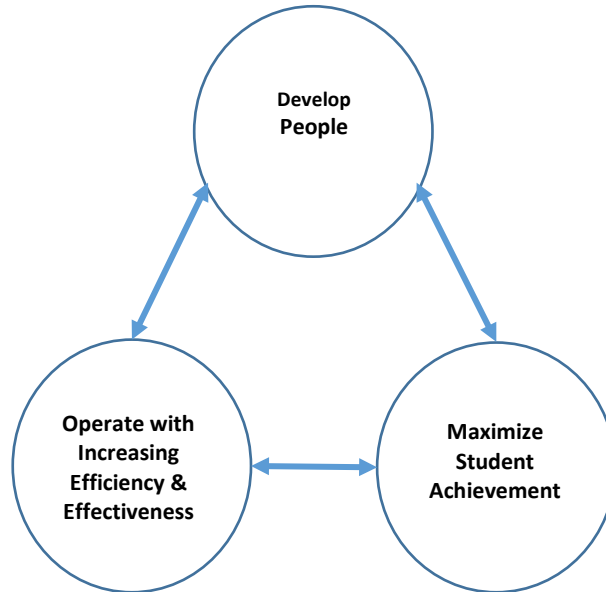 Develop
People
Operate with
Increasing
Efficiency &
Effectiveness
Maximize
Student
Achievement